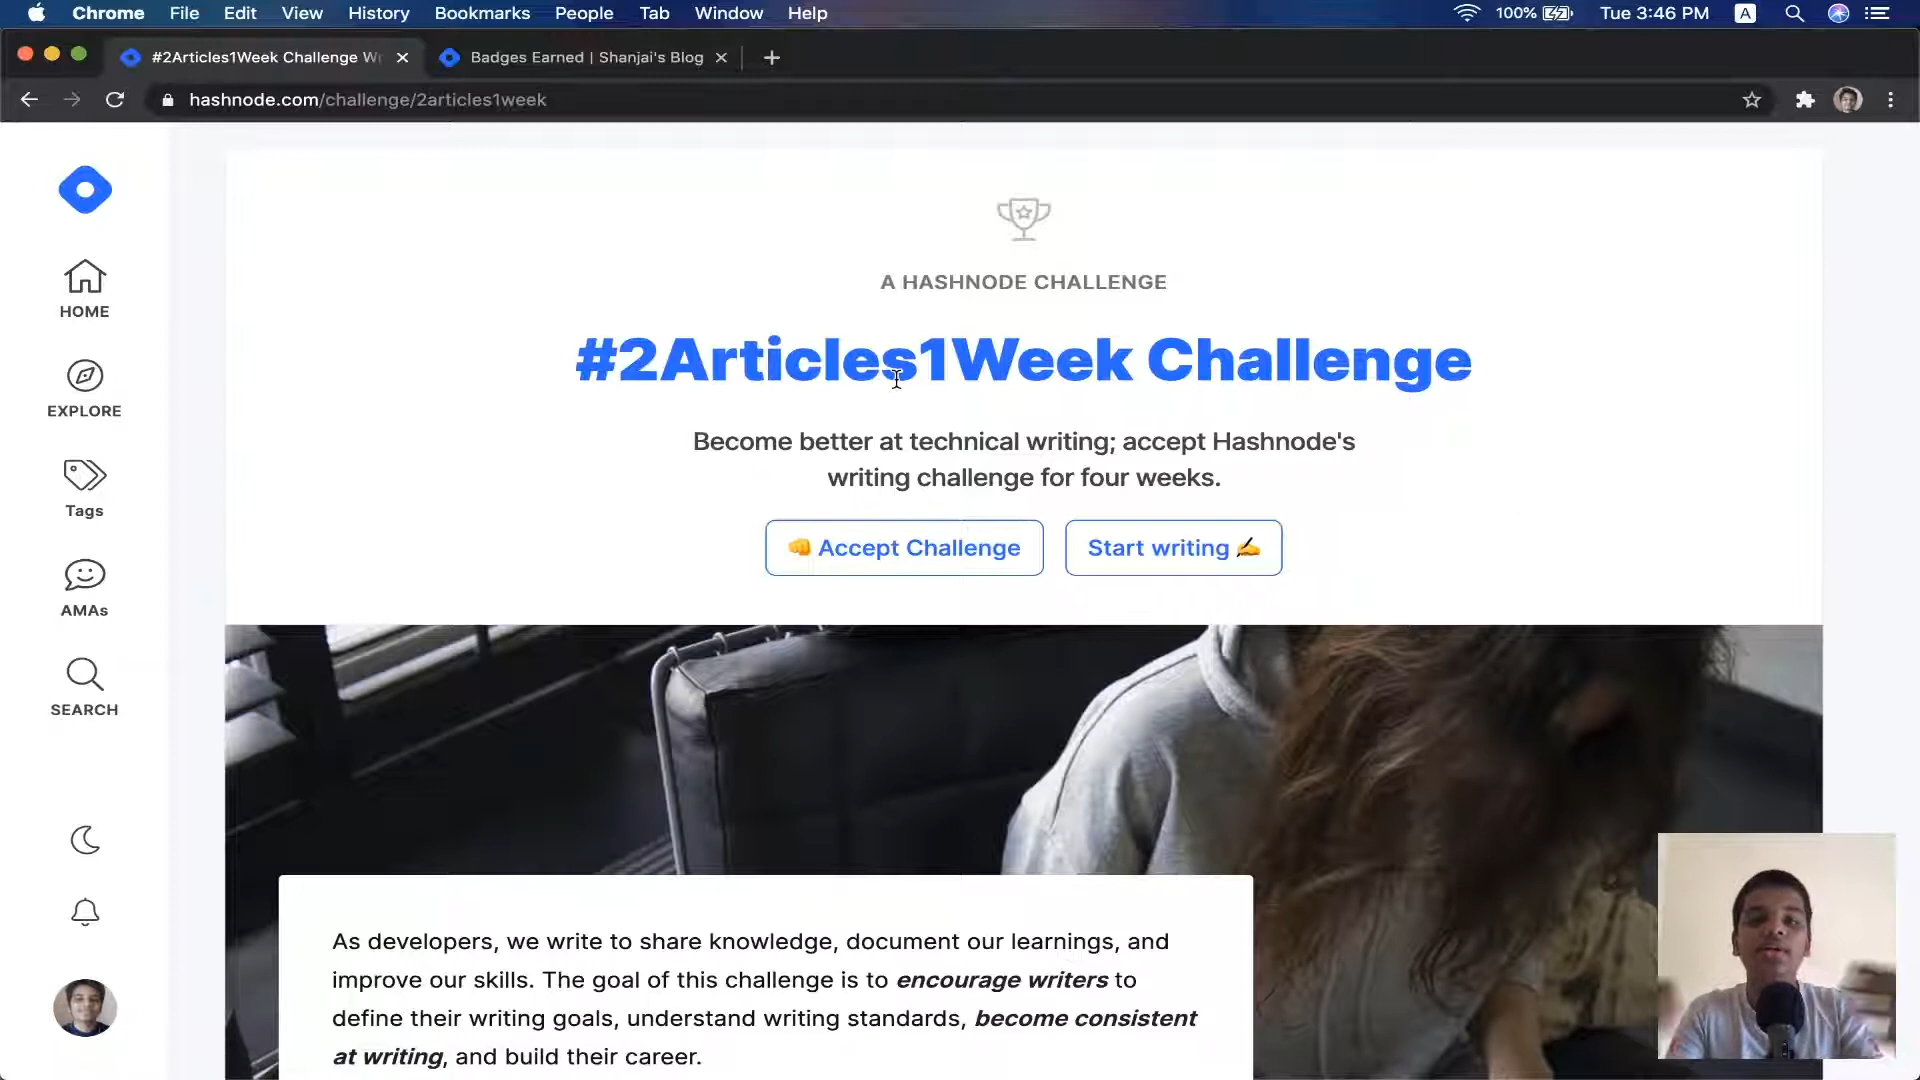 Chrome File Edit View History Bookmarks People Tab Window Help 100% Tue 3:46 PM A
#2Articles1Week Challenge W Badges Earned | Shanjai's Blog
hashnode.com/challenge/2articles1week
HOME
EXPLORE
Tags
AMAs
SEARCH
A HASHNODE CHALLENGE
#2Articles1Week Challenge
Become better at technical writing; accept Hashnode's
writing challenge for four weeks.
👊 Accept Challenge Start writing ✍️
As developers, we write to share knowledge, document our learnings, and
improve our skills. The goal of this challenge is to encourage writers to
define their writing goals, understand writing standards, become consistent
at writing, and build their career.